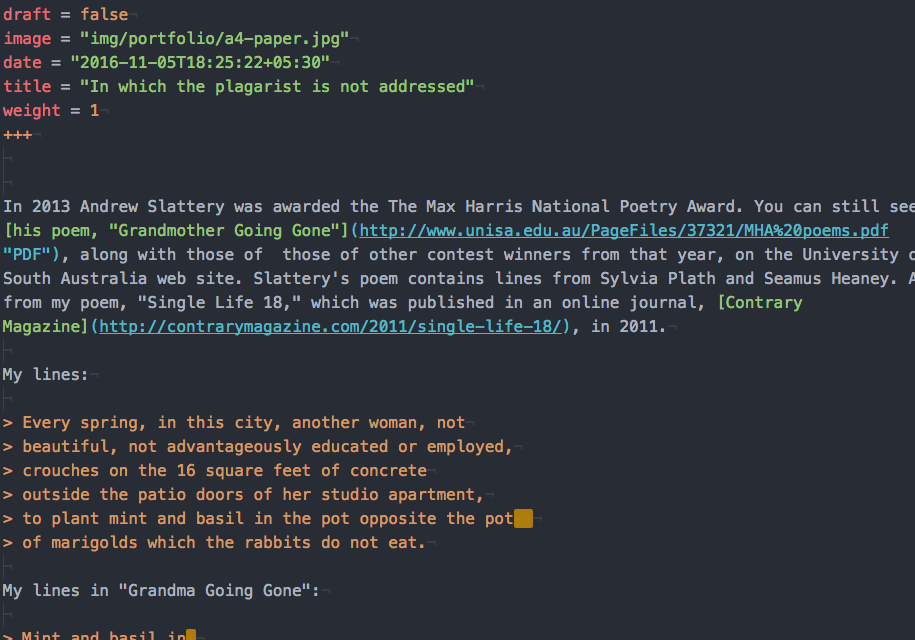 draft = false
image = "img/portfolio/a4-paper.jpg"
date = "2016-11-05T18:25:22+05:30"
title = "In which the plagarist is not addressed"
weight = 1
+++
In 2013 Andrew Slattery was awarded the The Max Harris National Poetry Award. You can still see
[his poem, "Grandmother Going Gone"](http://www.unisa.edu.au/PageFiles/37321/MHA%20poems.pdf
"PDF"), along with those of  those of other contest winners from that year, on the University
South Australia web site. Slattery's poem contains lines from Sylvia Plath and Seamus Heaney.
from my poem, "Single Life 18," which was published in an online journal, [Contrary
Magazine](http://contrarymagazine.com/2011/single-life-18/), in 2011.
My lines:
> Every spring, in this city, another woman, not
> beautiful, not advantageously educated or employed,
> crouches on the 16 square feet of concrete
> outside the patio doors of her studio apartment,
> to plant mint and basil in the pot opposite the pot
> of marigolds which the rabbits do not eat.
My lines in "Grandma Going Gone":
> Mint and basil in